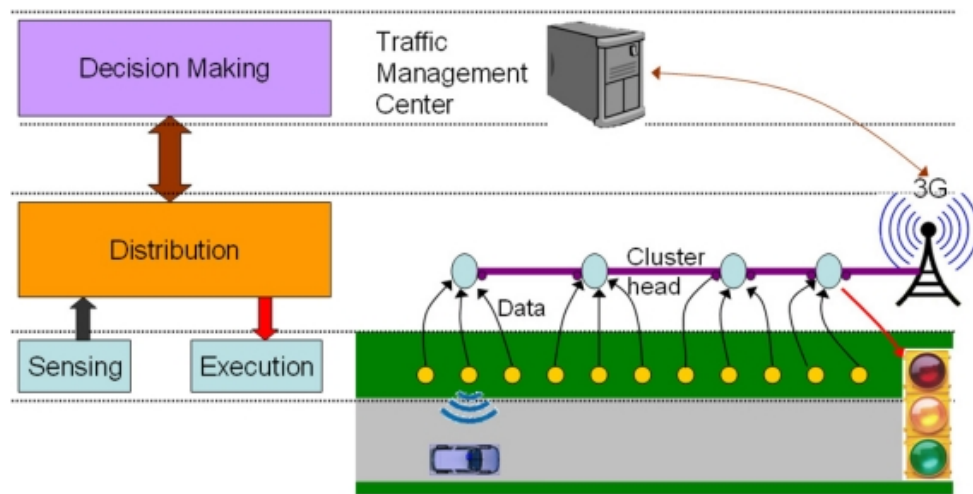 Decision Making
Traffic
Management
Center
3G
Distribution
Cluster
head
Data
Sensing
Execution